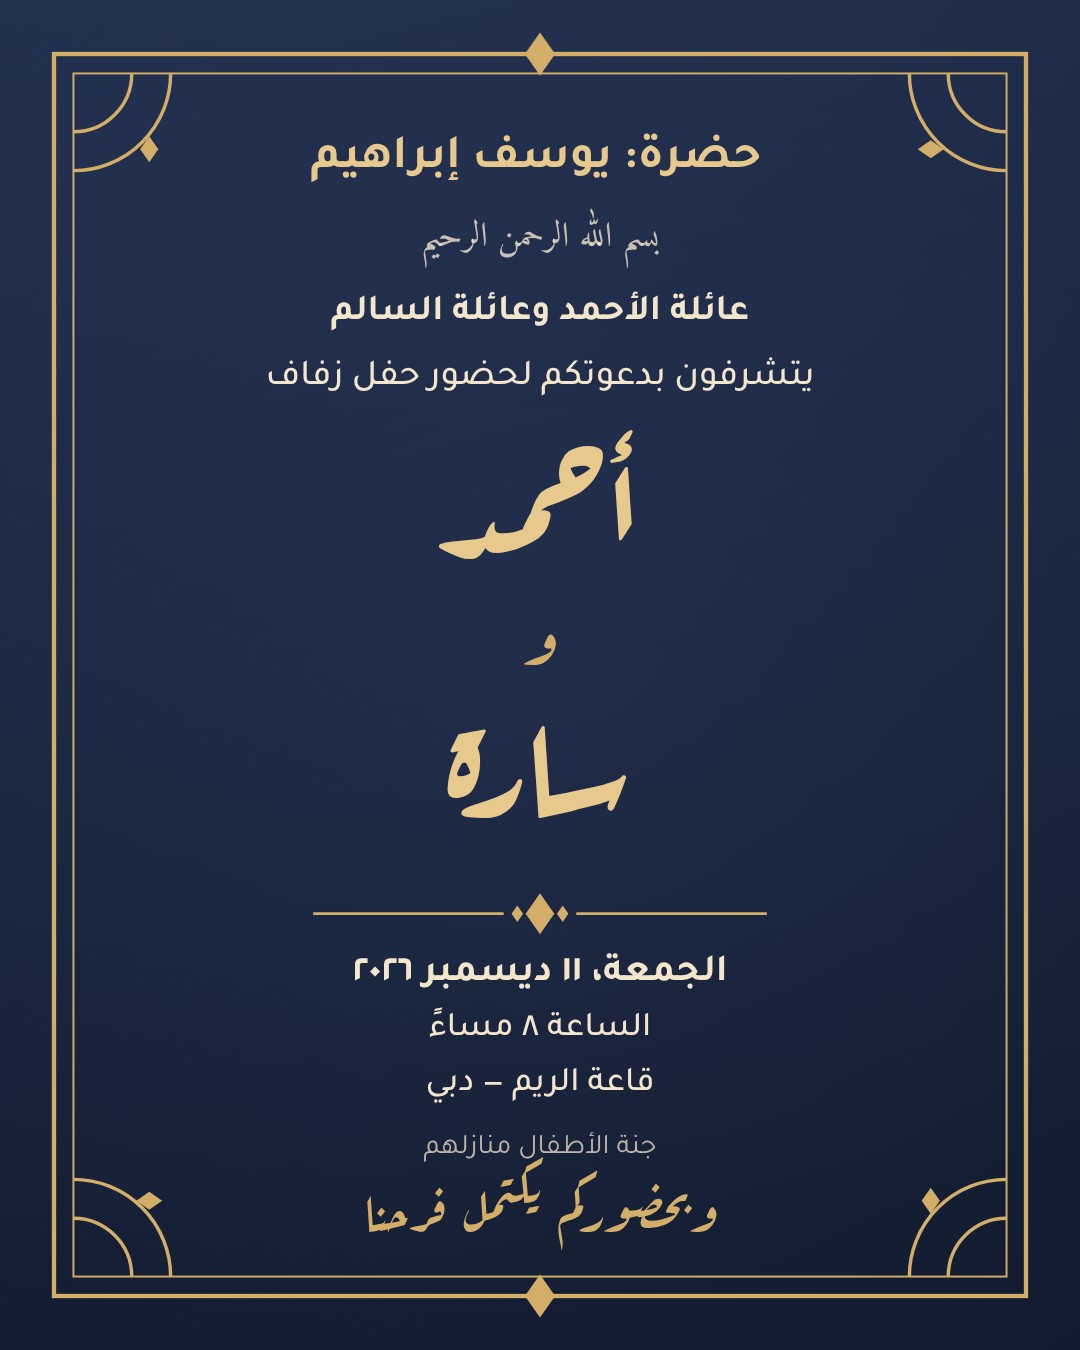 حضرة: يوسف إبراهيم
بسم الله الرحمن الرحيم
عائلة الأحمد وعائلة السالم
يتشرفون بدعوتكم لحضور حفل زفاف
أحمد
و
سارة
الجمعة، ١١ ديسمبر ٢٠٢٦
الساعة ٨ مساءً
قاعة الريم – دبي
جنة الأطفال منازلهم
وبحضوركم يكتمل فرحنا